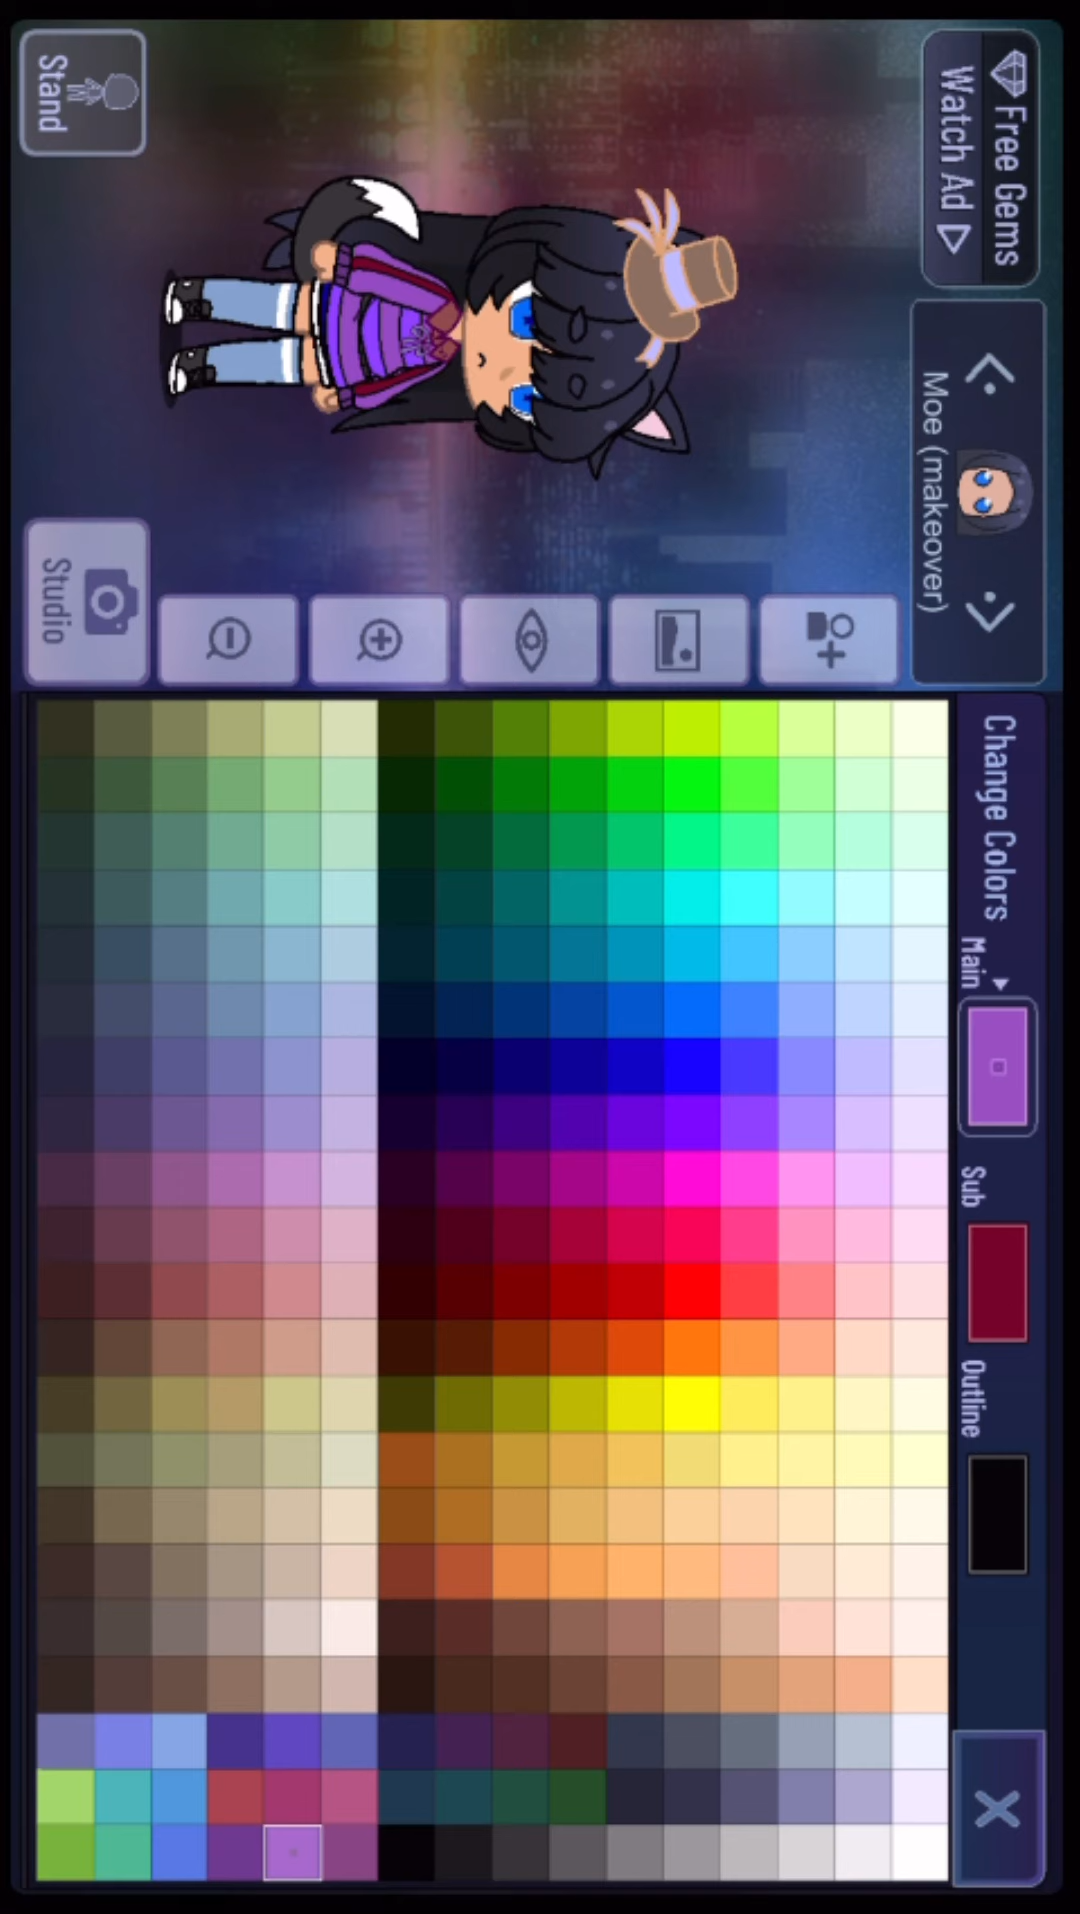 Free Gems
Watch Ad
Moe (makeover)
Stand
Studio
Change Colors
Main
Sub
Outline
X